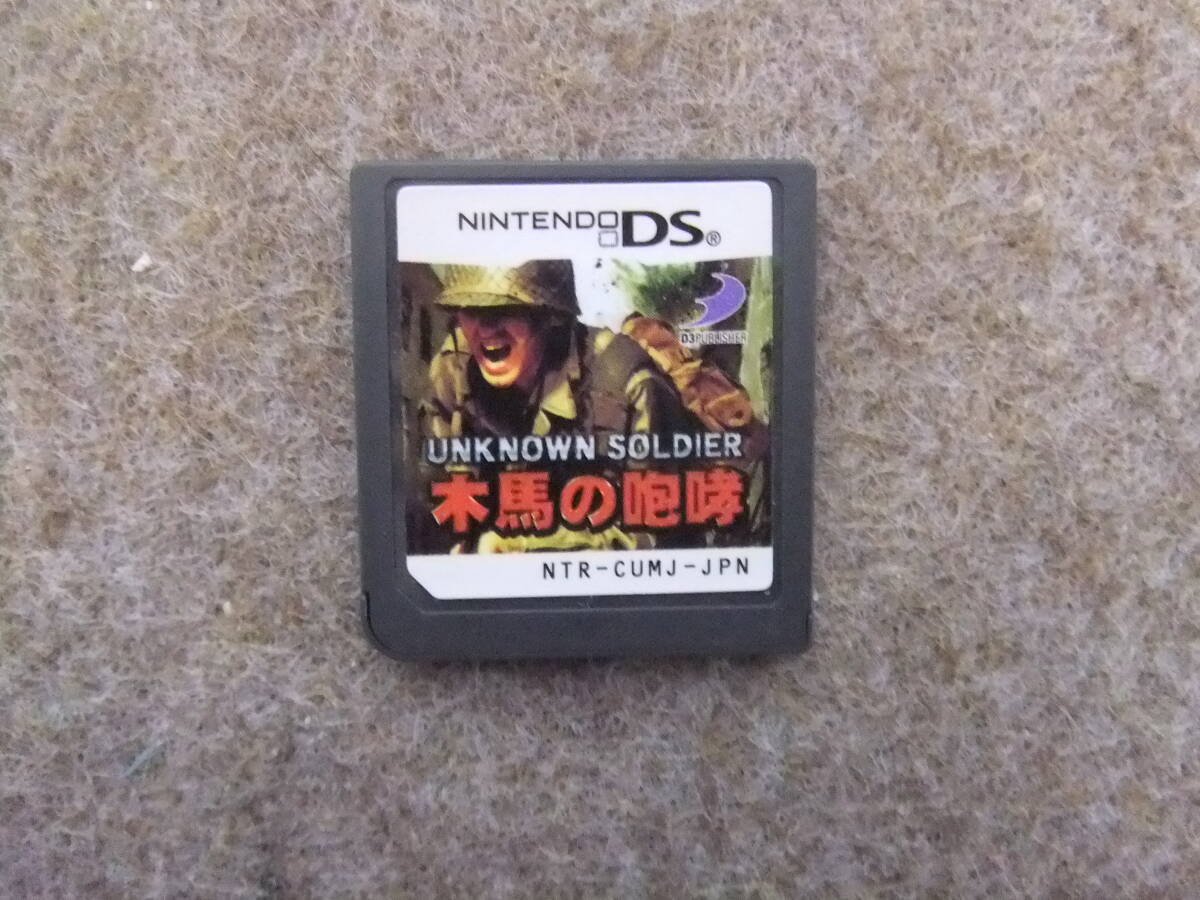 NINTENDO DS®
D3PUBLISHER
UNKNOWN SOLDIER
木馬の咆哮
NTR-CUMJ-JPN